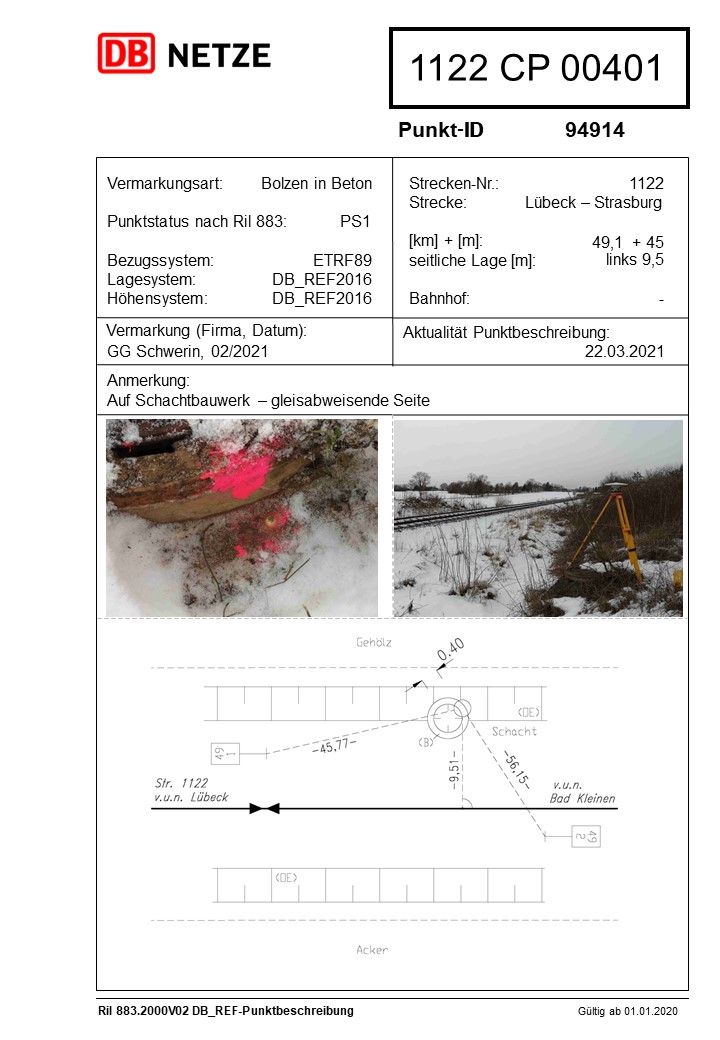 DB NETZE
1122 CP 00401
Punkt-ID 94914
Vermarkungsart: Bolzen in Beton
Punktstatus nach Ril 883: PS1
Bezugssystem: ETRF89
Lagesystem: DB_REF2016
Höhensystem: DB_REF2016
Strecken-Nr.: 1122
Strecke: Lübeck – Strasburg
[km] + [m]: 49,1 + 45
seitliche Lage [m]: links 9,5
Bahnhof: -
Vermarkung (Firma, Datum):
GG Schwerin, 02/2021
Aktualität Punktbeschreibung:
22.03.2021
Anmerkung:
Auf Schachtbauwerk – gleisabweisende Seite
Gehölz
0.40
(OE)
Schacht
(B)
-45,77-
49
1
-9,51-
-56,15-
Str. 1122
v.u.n. Lübeck
v.u.n.
Bad Kleinen
49
2
(OE)
Acker
Ril 883.2000V02 DB_REF-Punktbeschreibung
Gültig ab 01.01.2020